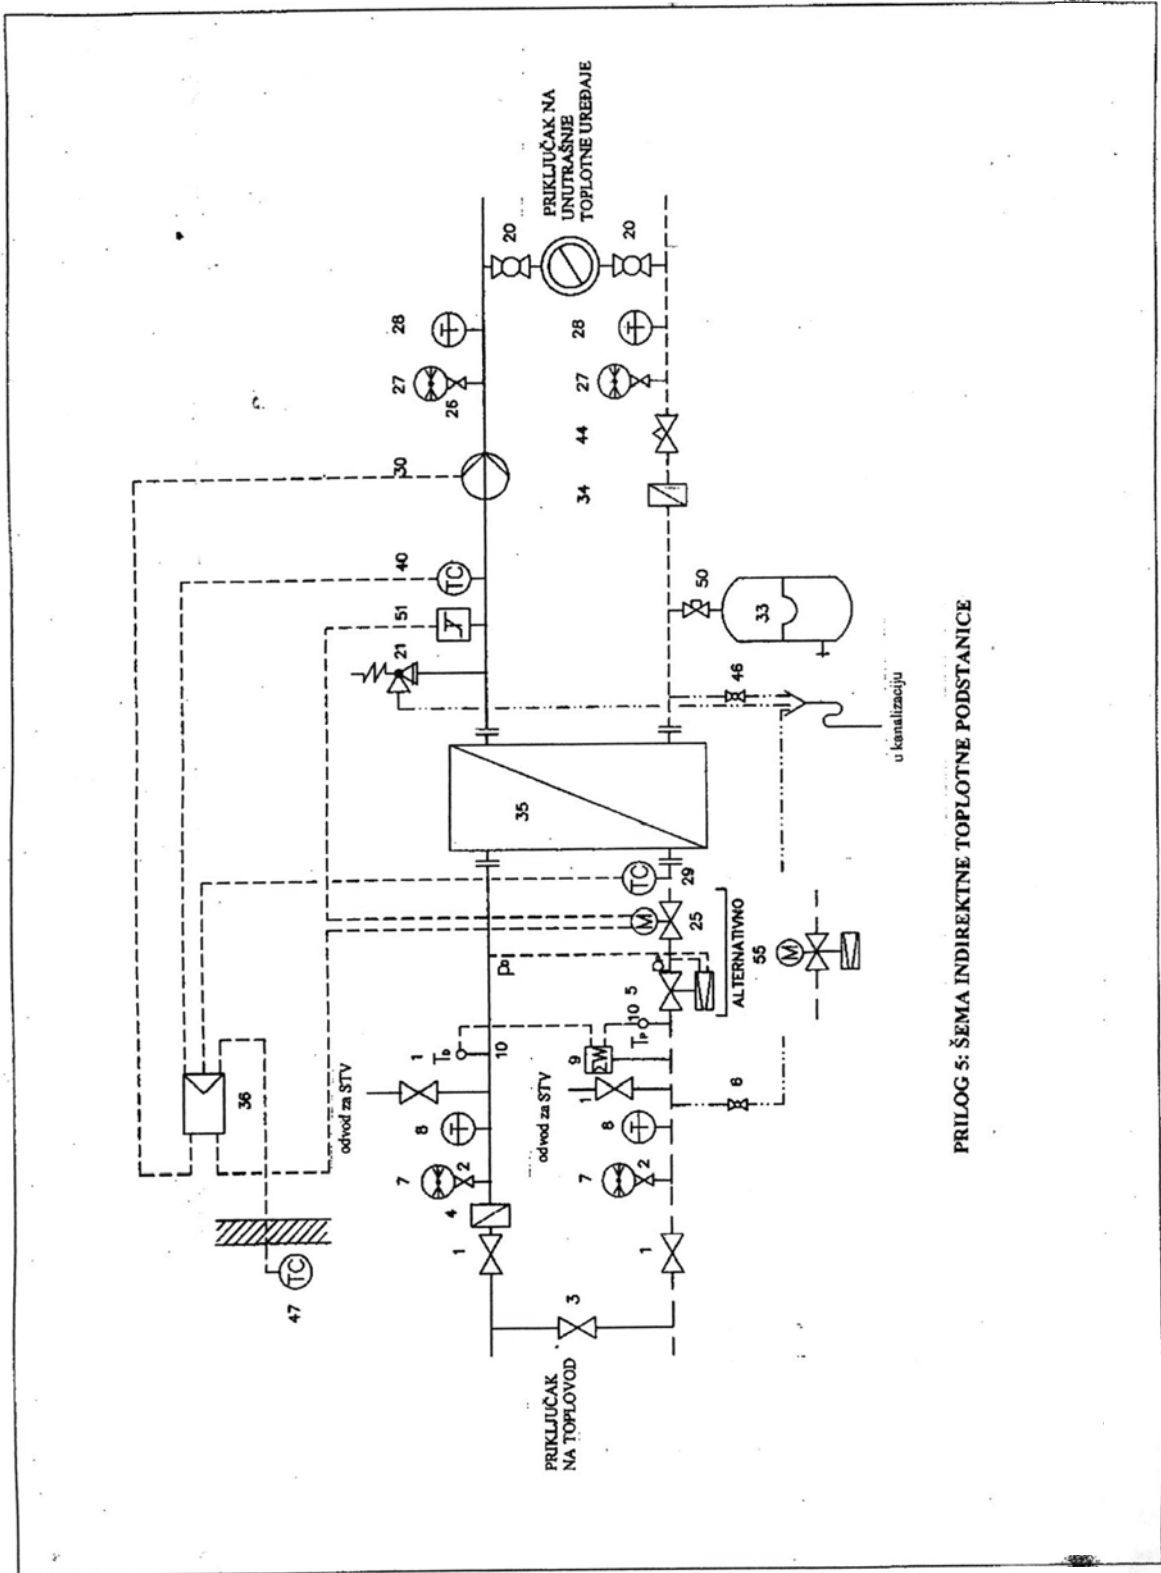 PRIKLJUČAK NA
UNUTRAŠNJE
TOPLOTNE UREĐAJE
20
20
28
28
27
26
27
30
44
34
40
51
21
TC
50
33
46
u kanalizaciju
35
TC
29
M
25
ALTERNATIVNO
55
M
5
10
Tp
9
ΣW
10
1
odvod za STV
odvod za STV
1
36
8
T
8
T
T
T
7
2
7
2
4
1
1
6
3
47
TC
PRIKLJUČAK
NA TOPLOVOD
PRILOG 5: ŠEMA INDIREKTNE TOPLOTNE PODSTANICE